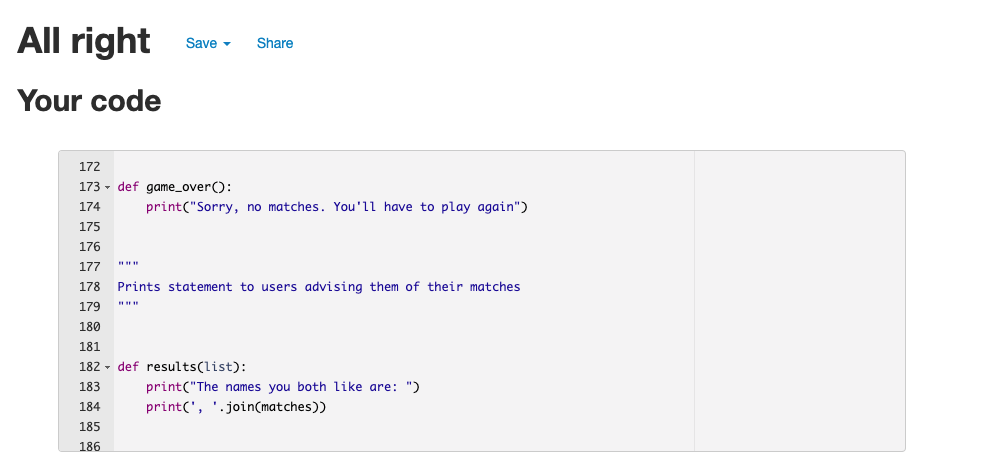 All right Save Share
Your code
172
173 def game_over():
174     print("Sorry, no matches. You'll have to play again")
175
176
177 """
178 Prints statement to users advising them of their matches
179 """
180
181
182 def results(list):
183     print("The names you both like are: ")
184     print(', '.join(matches))
185
186